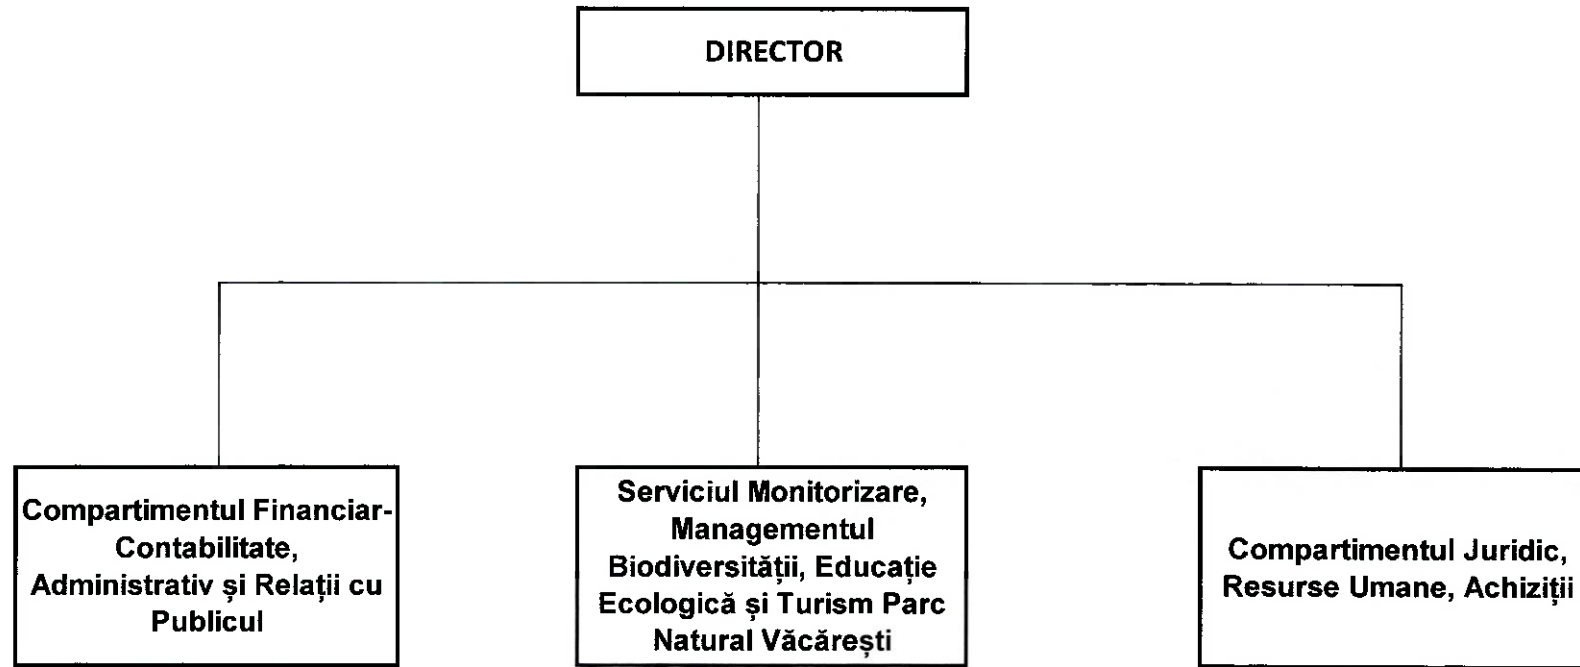 DIRECTOR
Compartimentul Financiar-
Contabilitate,
Administrativ și Relații cu
Publicul
Serviciul Monitorizare,
Managementul
Biodiversității, Educație
Ecologică și Turism Parc
Natural Văcărești
Compartimentul Juridic,
Resurse Umane, Achiziții